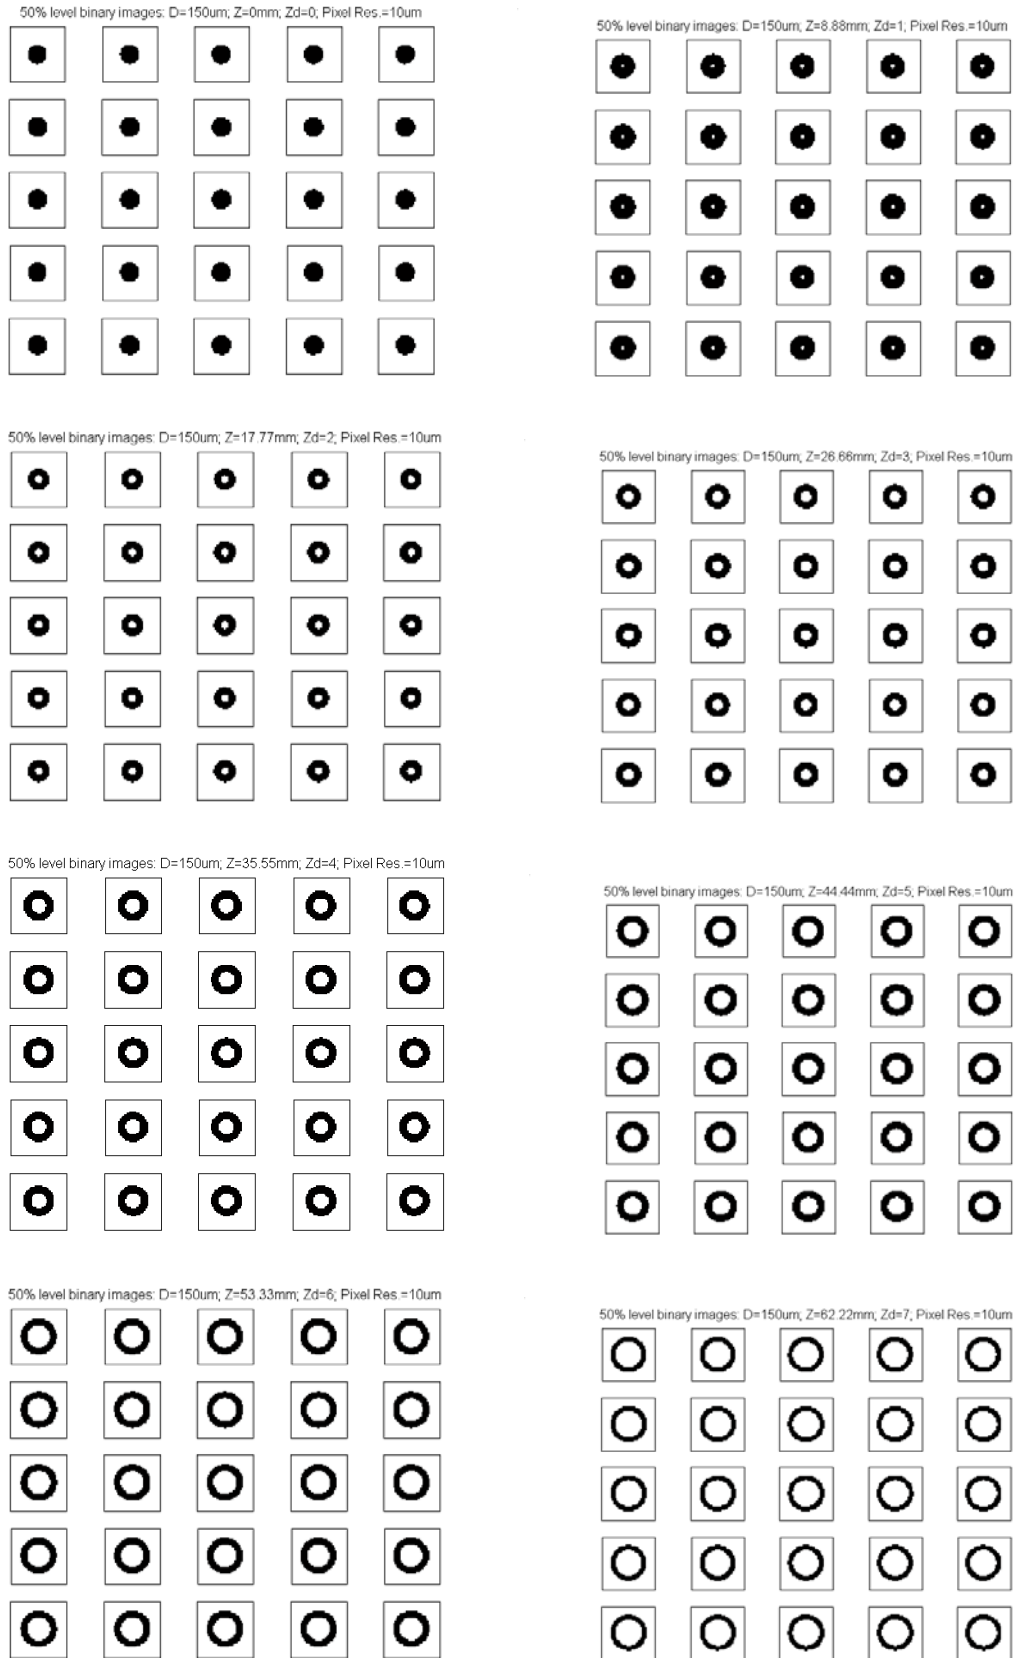 50% level binary images: D=150um; Z=0mm; Zd=0; Pixel Res.=10um
50% level binary images: D=150um; Z=8.88mm; Zd=1; Pixel Res.=10um
50% level binary images: D=150um; Z=17.77mm; Zd=2; Pixel Res.=10um
50% level binary images: D=150um; Z=26.66mm; Zd=3; Pixel Res.=10um
50% level binary images: D=150um; Z=35.55mm; Zd=4; Pixel Res.=10um
50% level binary images: D=150um; Z=44.44mm; Zd=5; Pixel Res.=10um
50% level binary images: D=150um; Z=53.33mm; Zd=6; Pixel Res.=10um
50% level binary images: D=150um; Z=62.22mm; Zd=7; Pixel Res.=10um